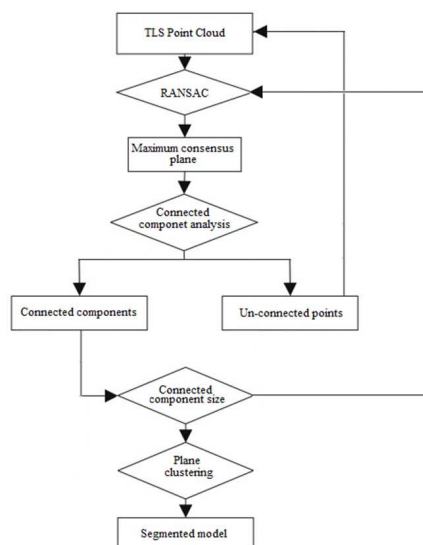 TLS Point Cloud
RANSAC
Maximum consensus
plane
Connected
componet analysis
Connected components
Un-connected points
Connected
component size
Plane
clustering
Segmented model